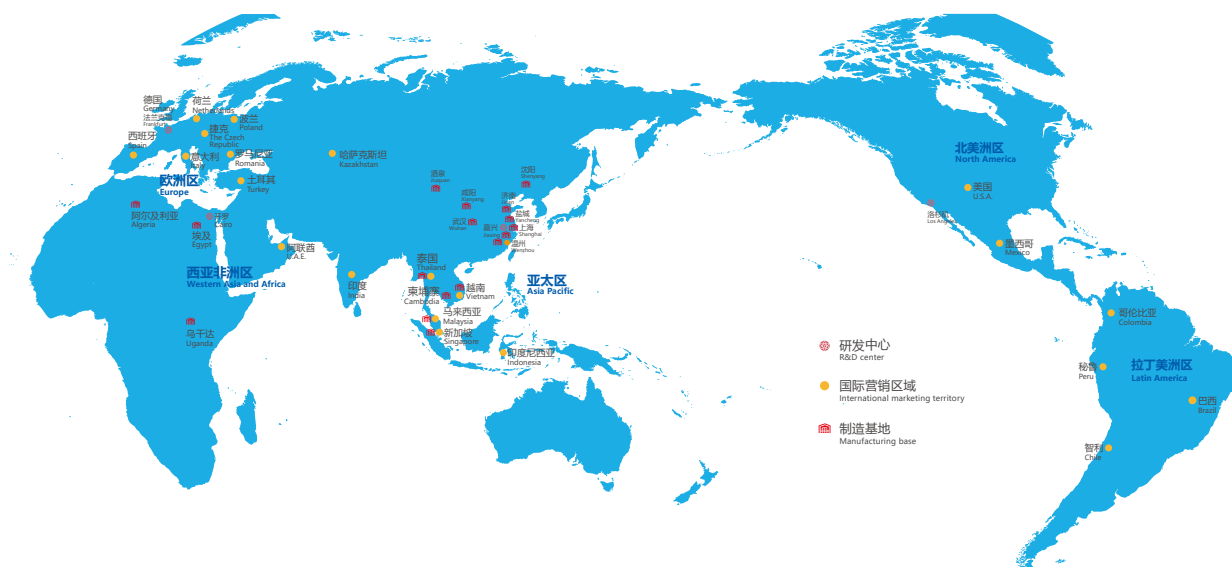 德国
Germany
法兰克福
Frankfurt
荷兰
Netherlands
波兰
Poland
捷克
The Czech
Republic
西班牙
Spain
意大利
Italy
罗马尼亚
Romania
欧洲区
Europe
土耳其
Turkey
哈萨克斯坦
Kazakhstan
阿尔及利亚
Algeria
开罗
Cairo
埃及
Egypt
阿联酋
U.A.E.
西亚非洲区
Western Asia and Africa
乌干达
Uganda
酒泉
Jiuquan
沈阳
Shenyang
咸阳
Xianyang
济南
Jinan
盐城
Yancheng
武汉
Wuhan
嘉兴
Jiaxing
上海
Shanghai
温州
Wenzhou
印度
India
泰国
Thailand
柬埔寨
Cambodia
越南
Vietnam
亚太区
Asia Pacific
马来西亚
Malaysia
新加坡
Singapore
印度尼西亚
Indonesia
北美洲区
North America
美国
U.S.A.
洛杉矶
Los Angeles
墨西哥
Mexico
哥伦比亚
Colombia
拉丁美洲区
Latin America
秘鲁
Peru
巴西
Brazil
智利
Chile
研发中心
R&D center
国际营销区域
International marketing territory
制造基地
Manufacturing base